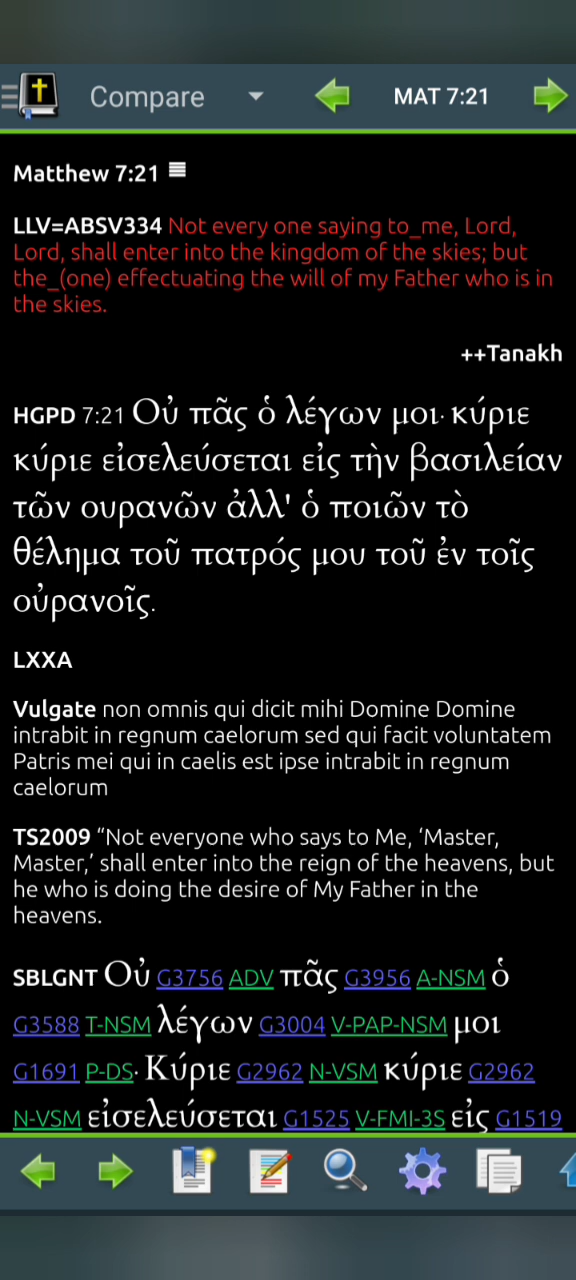 Compare
MAT 7:21
Matthew 7:21
LLV=ABSV334 Not every one saying to_me, Lord,
Lord, shall enter into the kingdom of the skies; but
the_(one) effectuating the will of my Father who is in
the skies.
++Tanakh
HGPD 7:21 Οὐ πᾶς ὁ λέγων μοι· κύριε
κύριε εἰσελεύσεται εἰς τὴν βασιλείαν
τῶν ουρανῶν ἀλλ' ὁ ποιῶν τὸ
θέλημα τοῦ πατρός μου τοῦ ἐν τοῖς
οὐρανοῖς.
LXXA
Vulgate non omnis qui dicit mihi Domine Domine
intrabit in regnum caelorum sed qui facit voluntatem
Patris mei qui in caelis est ipse intrabit in regnum
caelorum
TS2009 “Not everyone who says to Me, ‘Master,
Master,’ shall enter into the reign of the heavens, but
he who is doing the desire of My Father in the
heavens.
SBLGNT Οὐ G3756 ADV πᾶς G3956 A-NSM ὁ
G3588 T-NSM λέγων G3004 V-PAP-NSM μοι
G1691 P-DS· Κύριε G2962 N-VSM κύριε G2962
N-VSM εἰσελεύσεται G1525 V-FMI-3S εἰς G1519